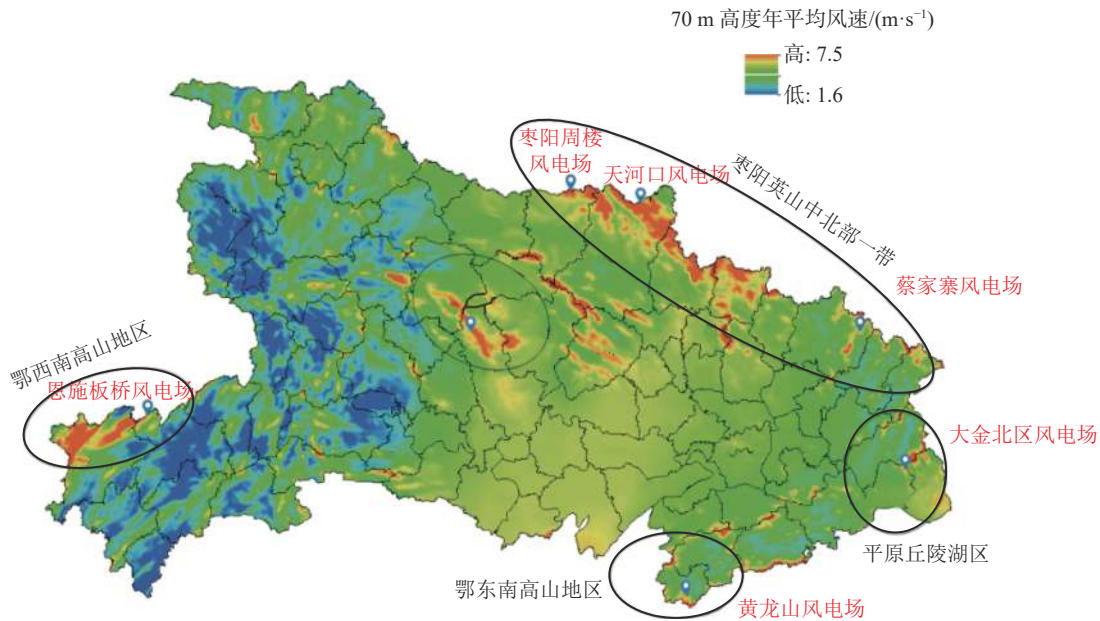 70 m 高度年平均风速/(m·s⁻¹)
高: 7.5
低: 1.6
枣阳周楼
风电场
天河口风电场
枣阳英山中北部一带
蔡家寨风电场
鄂西南高山地区
恩施板桥风电场
大金北区风电场
平原丘陵湖区
鄂东南高山地区
黄龙山风电场